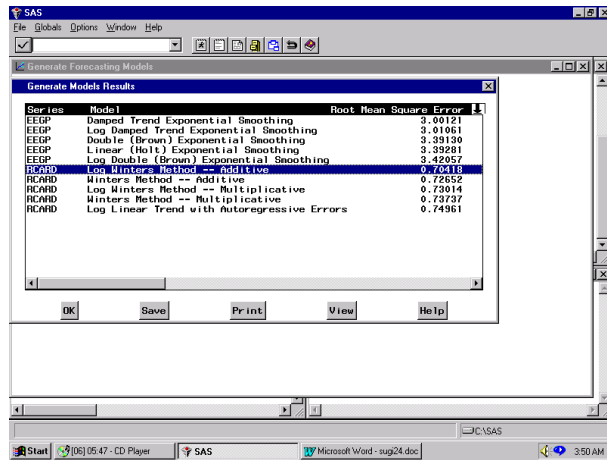 SAS
File Globals Options Window Help
Generate Forecasting Models
Generate Models Results
Series Model Root Mean Square Error
EEGP Damped Trend Exponential Smoothing 3.00121
EEGP Log Damped Trend Exponential Smoothing 3.01061
EEGP Double (Brown) Exponential Smoothing 3.39130
EEGP Linear (Holt) Exponential Smoothing 3.39281
EEGP Log Double (Brown) Exponential Smoothing 3.42057
RCARD Log Winters Method -- Additive 0.70418
RCARD Winters Method -- Additive 0.72652
RCARD Log Winters Method -- Multiplicative 0.73014
RCARD Winters Method -- Multiplicative 0.73737
RCARD Log Linear Trend with Autoregressive Errors 0.74961
OK Save Print View Help
C:\SAS
Start [06] 05:47 - CD Player SAS Microsoft Word - sugi24.doc 3:50 AM